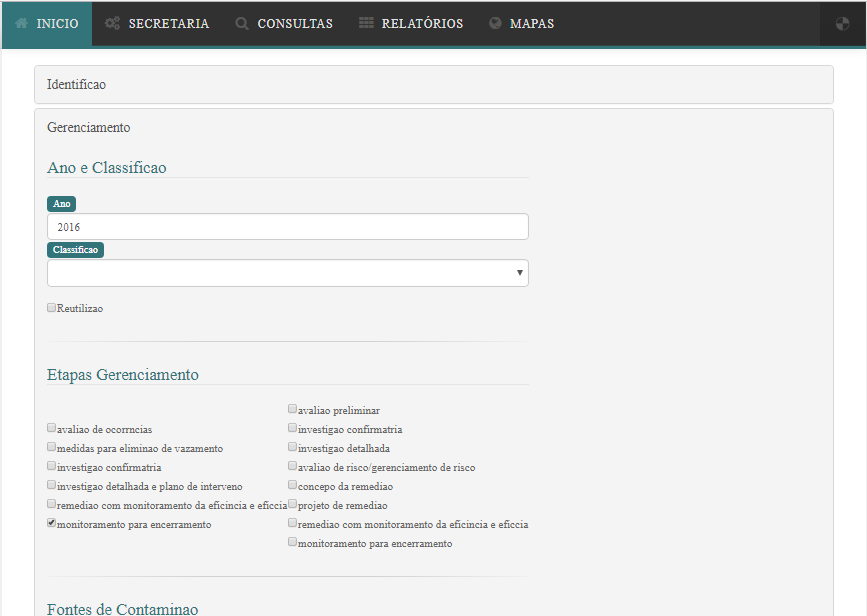 INICIO SECRETARIA CONSULTAS RELATÓRIOS MAPAS
Identificao
Gerenciamento
Ano e Classificao
Ano
2016
Classificao
Reutilizao
Etapas Gerenciamento
avaliao de ocorrncias
medidas para eliminao de vazamento
investigao confirmatria
investigao detalhada e plano de interveno
remediao com monitoramento da eficincia e eficcia
monitoramento para encerramento
avaliao preliminar
investigao confirmatria
investigao detalhada
avaliao de risco/gerenciamento de risco
concepo da remediao
projeto de remediao
remediao com monitoramento da eficincia e eficcia
monitoramento para encerramento
Fontes de Contaminao